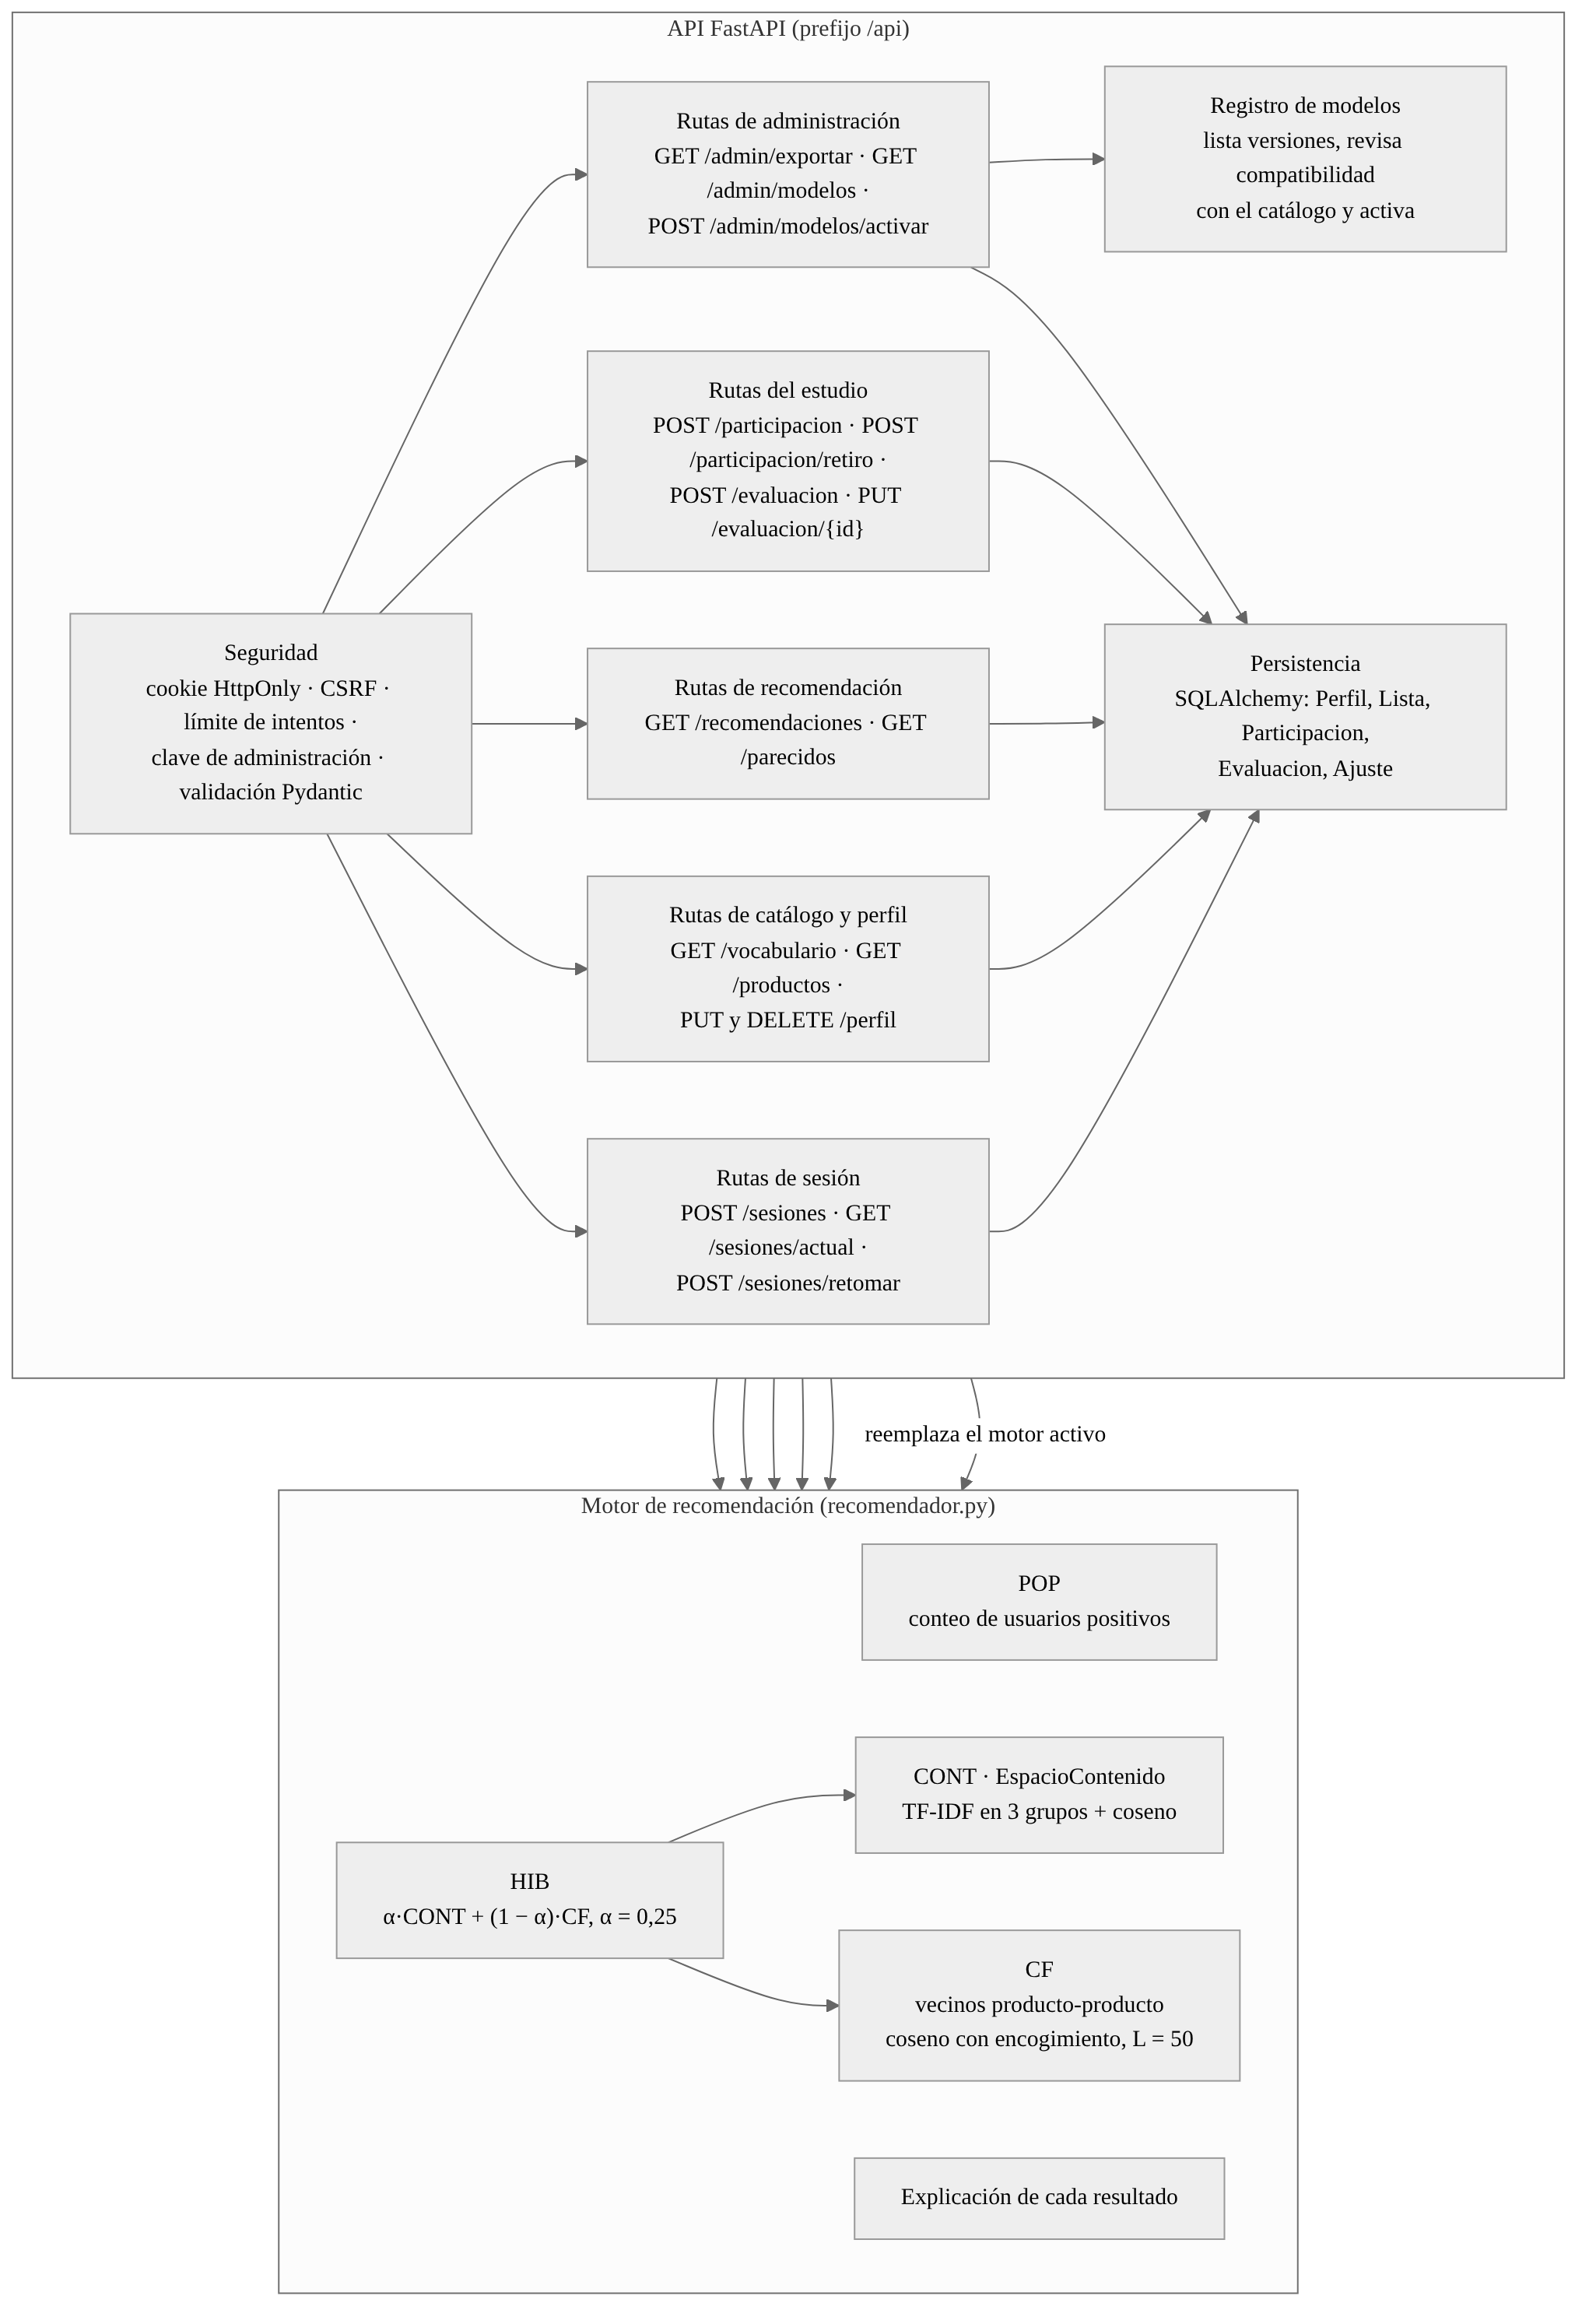 API FastAPI (prefijo /api)
Rutas de administración
GET /admin/exportar · GET
/admin/modelos ·
POST /admin/modelos/activar
Registro de modelos
lista versiones, revisa
compatibilidad
con el catálogo y activa
Rutas del estudio
POST /participacion · POST
/participacion/retiro ·
POST /evaluacion · PUT
/evaluacion/{id}
Seguridad
cookie HttpOnly · CSRF ·
límite de intentos ·
clave de administración ·
validación Pydantic
Rutas de recomendación
GET /recomendaciones · GET
/parecidos
Persistencia
SQLAlchemy: Perfil, Lista,
Participacion,
Evaluacion, Ajuste
Rutas de catálogo y perfil
GET /vocabulario · GET
/productos ·
PUT y DELETE /perfil
Rutas de sesión
POST /sesiones · GET
/sesiones/actual ·
POST /sesiones/retomar
reemplaza el motor activo
Motor de recomendación (recomendador.py)
POP
conteo de usuarios positivos
CONT · EspacioContenido
TF-IDF en 3 grupos + coseno
HIB
α·CONT + (1 − α)·CF, α = 0,25
CF
vecinos producto-producto
coseno con encogimiento, L = 50
Explicación de cada resultado